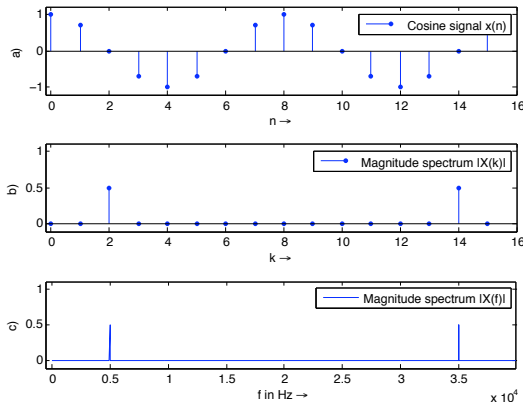 1
0
−1
a)
Cosine signal x(n)
0 2 4 6 8 10 12 14 16
n →
1
0.5
0
b)
Magnitude spectrum |X(k)|
0 2 4 6 8 10 12 14 16
k →
1
0.5
0
c)
Magnitude spectrum |X(f)|
0 0.5 1 1.5 2 2.5 3 3.5
f in Hz →
x 10^4